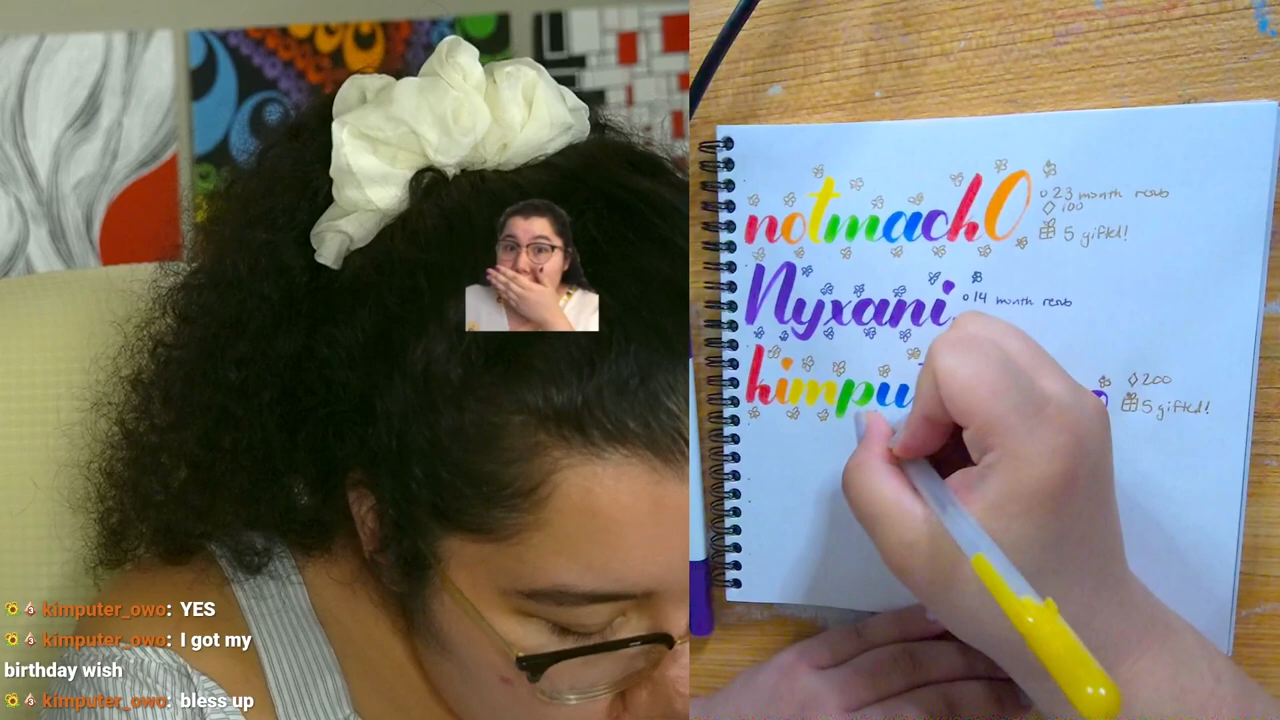 kimputer_owo: YES
kimputer_owo: I got my
birthday wish
kimputer_owo: bless up
notmachO
23 month resub
100
5 gifted!
Nyxani
14 month resub
kimpu
200
5 gifted!